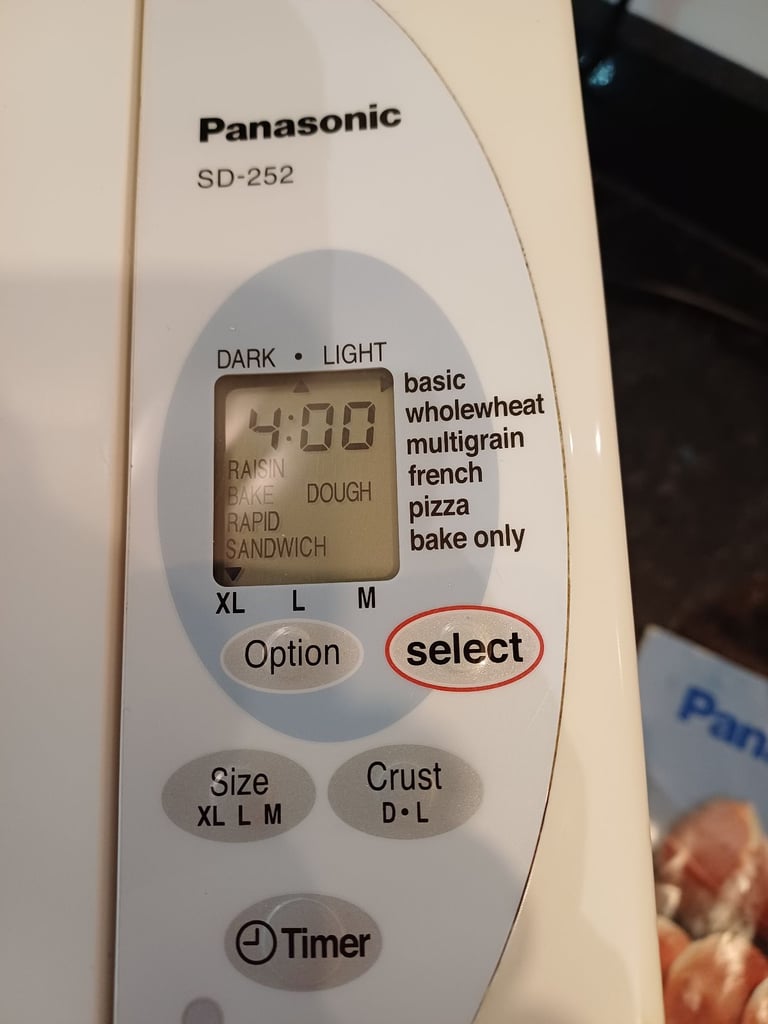 Panasonic
SD-252
DARK • LIGHT
basic
wholewheat
multigrain
french
pizza
bake only
4:00
RAISIN
BAKE DOUGH
RAPID
SANDWICH
XL L M
Option
select
Size
XL L M
Crust
D•L
Timer
Pan